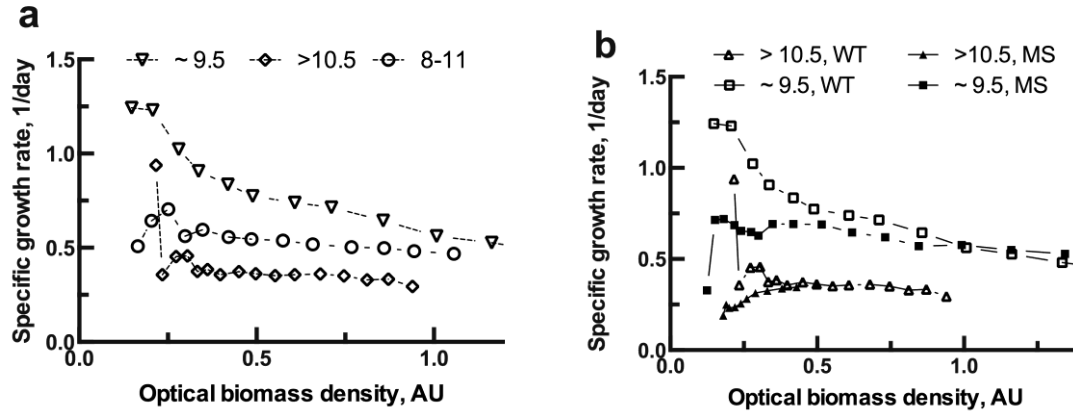 a
~ 9.5 >10.5 8-11
Specific growth rate, 1/day
1.5
1.0
0.5
0.0
0.0 0.5 1.0
Optical biomass density, AU
b
> 10.5, WT >10.5, MS
~ 9.5, WT ~ 9.5, MS
Specific growth rate, 1/day
1.5
1.0
0.5
0.0
0.0 0.5 1.0
Optical biomass density, AU